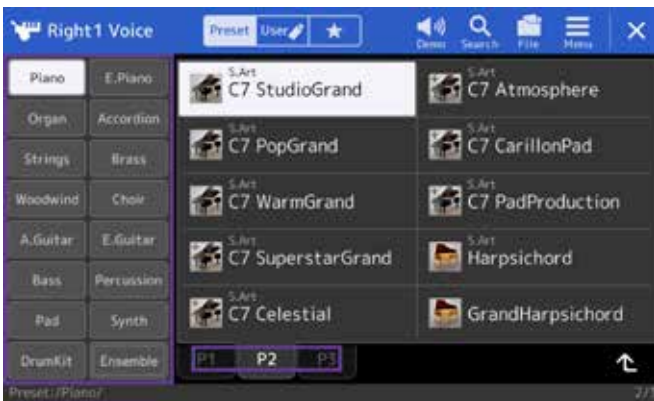 Right1 Voice
Preset User ★
Demo Search File Menu ×
Piano E.Piano
Organ Accordion
Strings Brass
Woodwind Choir
A.Guitar E.Guitar
Bass Percussion
Pad Synth
DrumKit Ensemble
S.Art
C7 StudioGrand
S.Art
C7 Atmosphere
S.Art
C7 PopGrand
S.Art
C7 CarillonPad
S.Art
C7 WarmGrand
S.Art
C7 PadProduction
S.Art
C7 SuperstarGrand
S.Art
Harpsichord
S.Art
C7 Celestial
GrandHarpsichord
P1 P2 P3
Preset:/Piano/